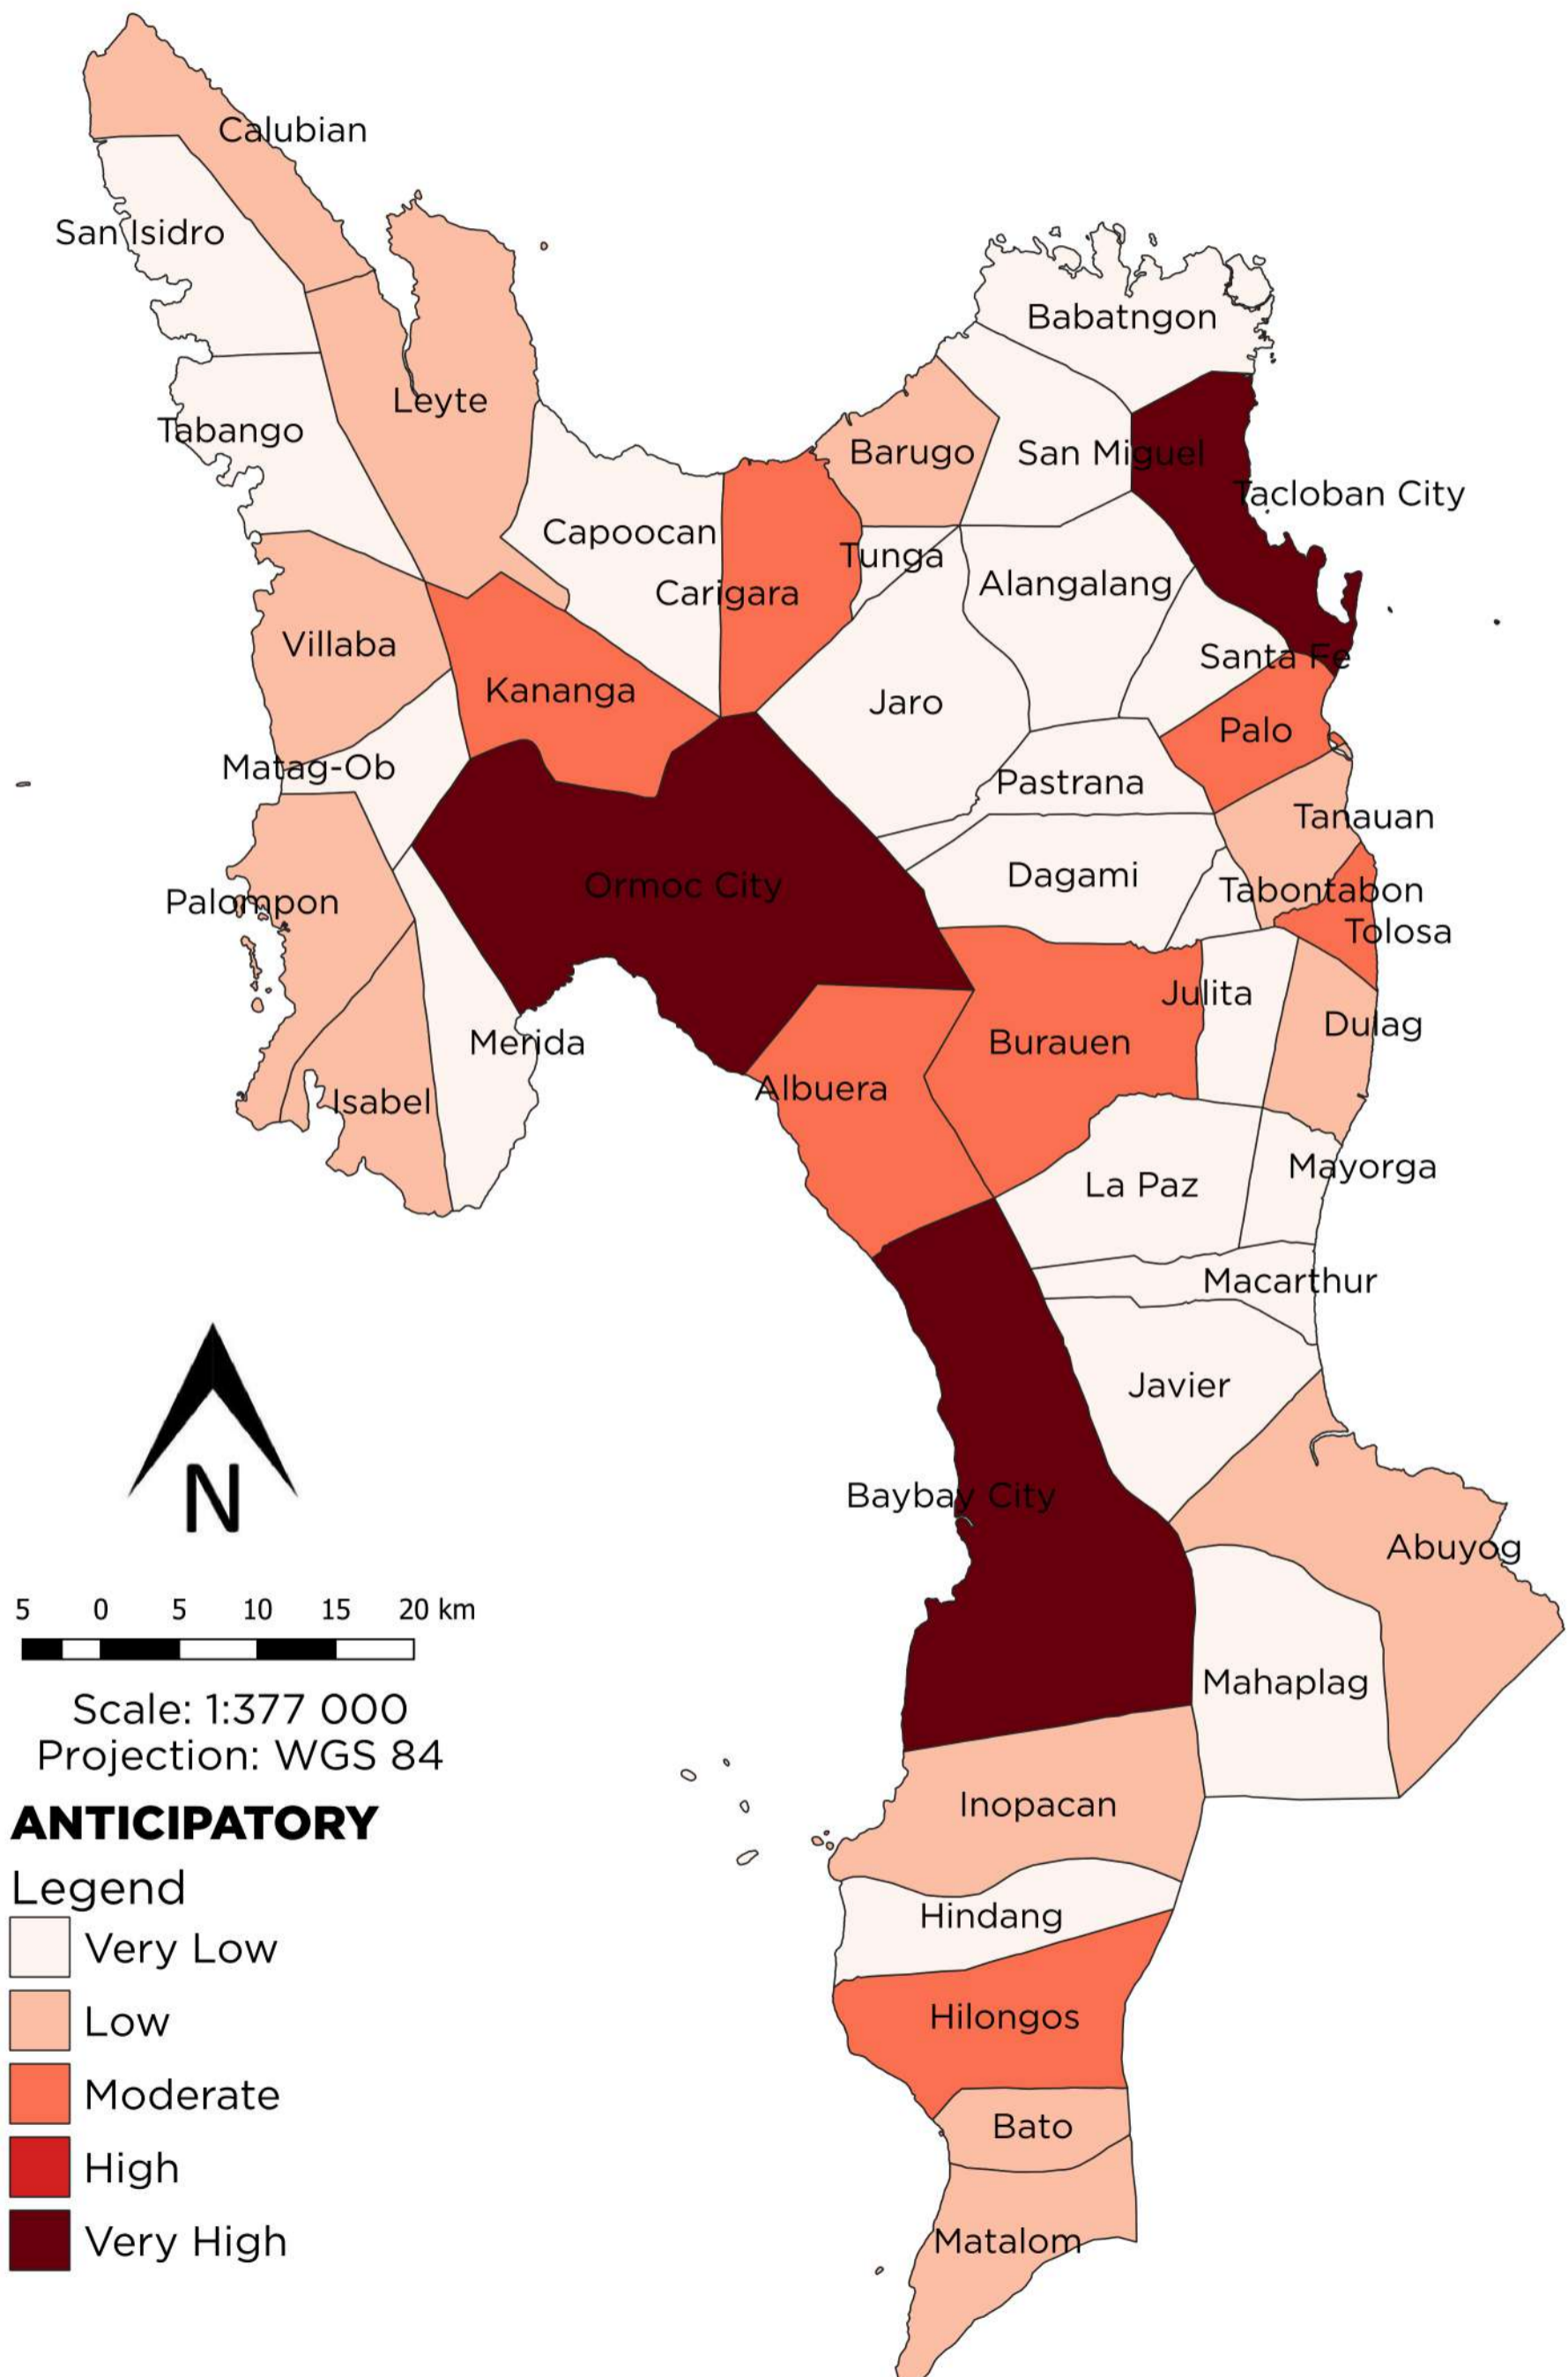 Calubian
San Isidro
Babatngon
Leyte
Tabango
Barugo
San Miguel
Tacloban City
Capoocan
Tunga
Alangalang
Carigara
Villaba
Santa Fe
Kananga
Jaro
Palo
Matag-Ob
Pastrana
Tanauan
Dagami
Ormoc City
Tabontabon
Palompon
Tolosa
Julita
Dulag
Merida
Burauen
Albuera
Isabel
Mayorga
La Paz
Macarthur
Javier
Baybay City
N
Abuyog
5 0 5 10 15 20 km
Mahaplag
Scale: 1:377 000
Projection: WGS 84
Inopacan
ANTICIPATORY
Legend
Hindang
Very Low
Hilongos
Low
Moderate
Bato
High
Matalom
Very High